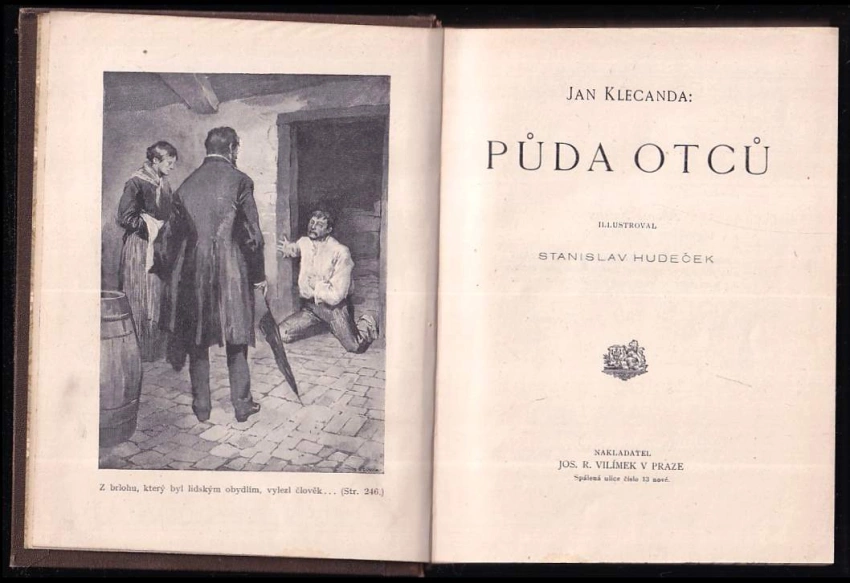 Z brlohu, který byl lidským obydlím, vylezl člověk... (Str. 246.)
JAN KLECANDA:
PŮDA OTCŮ
ILLUSTROVAL
STANISLAV HUDEČEK
NAKLADATEL
JOS. R. VILÍMEK V PRAZE
Spálená ulice číslo 13 nové.